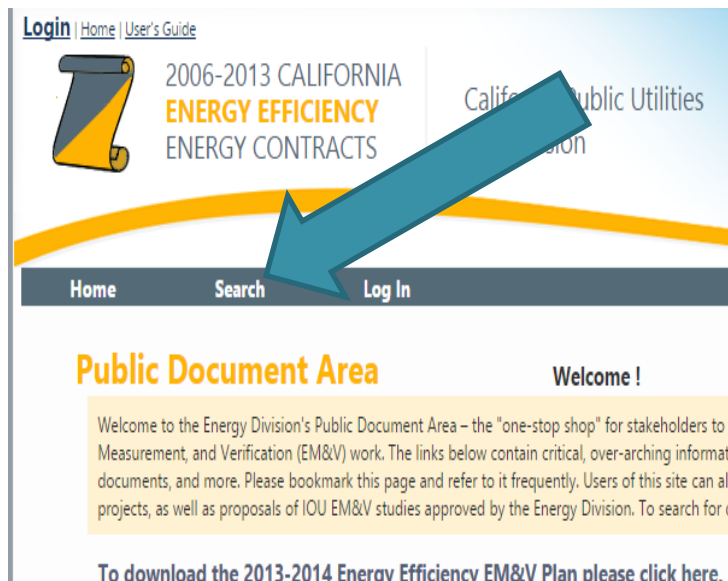 Login | Home | User's Guide
2006-2013 CALIFORNIA
ENERGY EFFICIENCY
ENERGY CONTRACTS
Public Utilities
Home Search Log In
Public Document Area
Welcome !
Welcome to the Energy Division's Public Document Area – the "one-stop shop" for stakeholders to
Measurement, and Verification (EM&V) work. The links below contain critical, over-arching informat
documents, and more. Please bookmark this page and refer to it frequently. Users of this site can al
projects, as well as proposals of IOU EM&V studies approved by the Energy Division. To search for
To download the 2013-2014 Energy Efficiency EM&V Plan please click here.